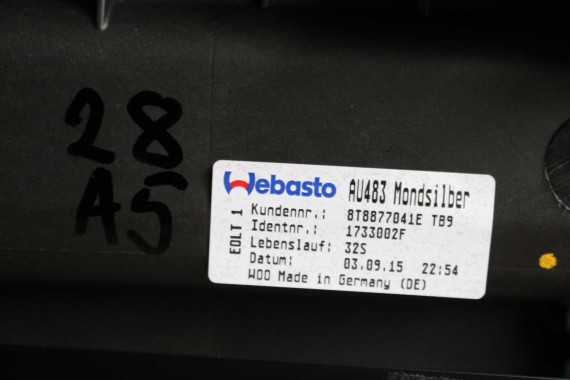 28
A5
Webasto AU483 Mondsilber
EOLT 1
Kundennr.: 8T8877041E TB9
Identnr.: 1733002F
Lebenslauf: 32S
Datum: 03.09.15 22:54
WOO Made in Germany (DE)